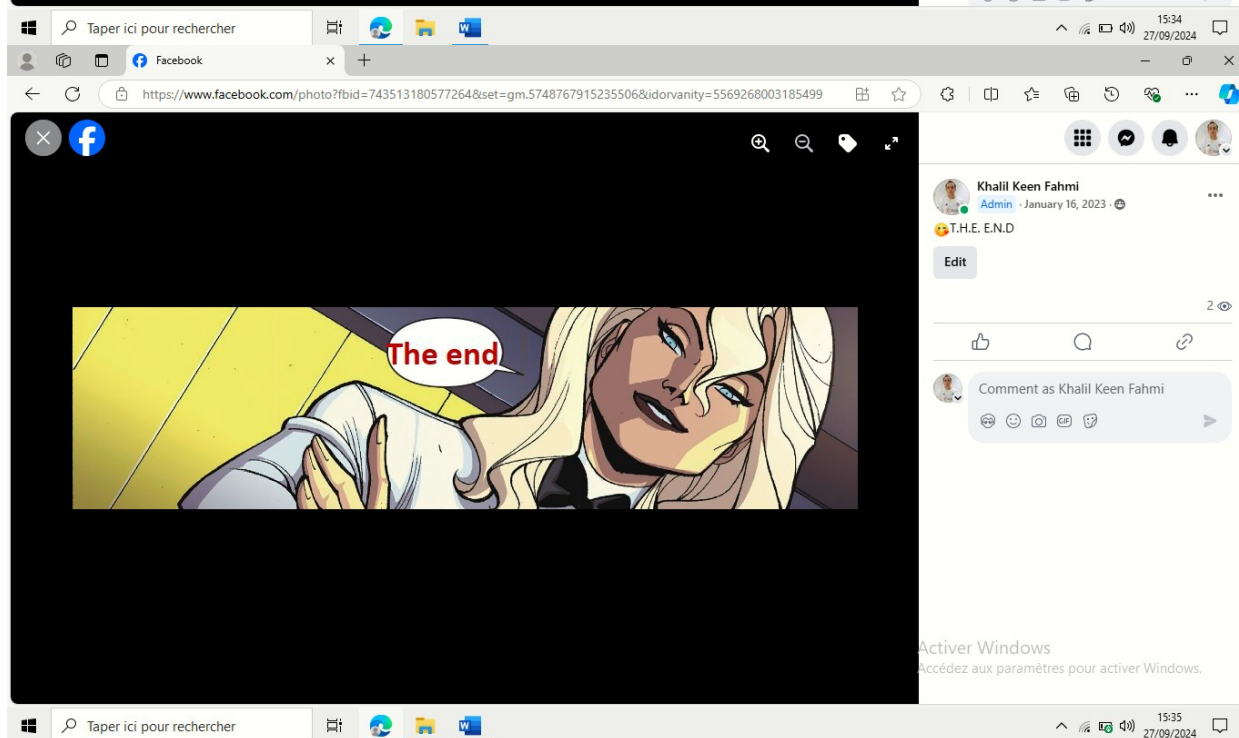 Taper ici pour rechercher
15:34
27/09/2024
Facebook
https://www.facebook.com/photo?fbid=743513180577264&set=gm.5748767915235506&idorvanity=5569268003185499
Khalil Keen Fahmi
Admin · January 16, 2023 ·
T.H.E. E.N.D
Edit
2
The end
Comment as Khalil Keen Fahmi
GIF
Activer Windows
Accédez aux paramètres pour activer Windows.
Taper ici pour rechercher
15:35
27/09/2024